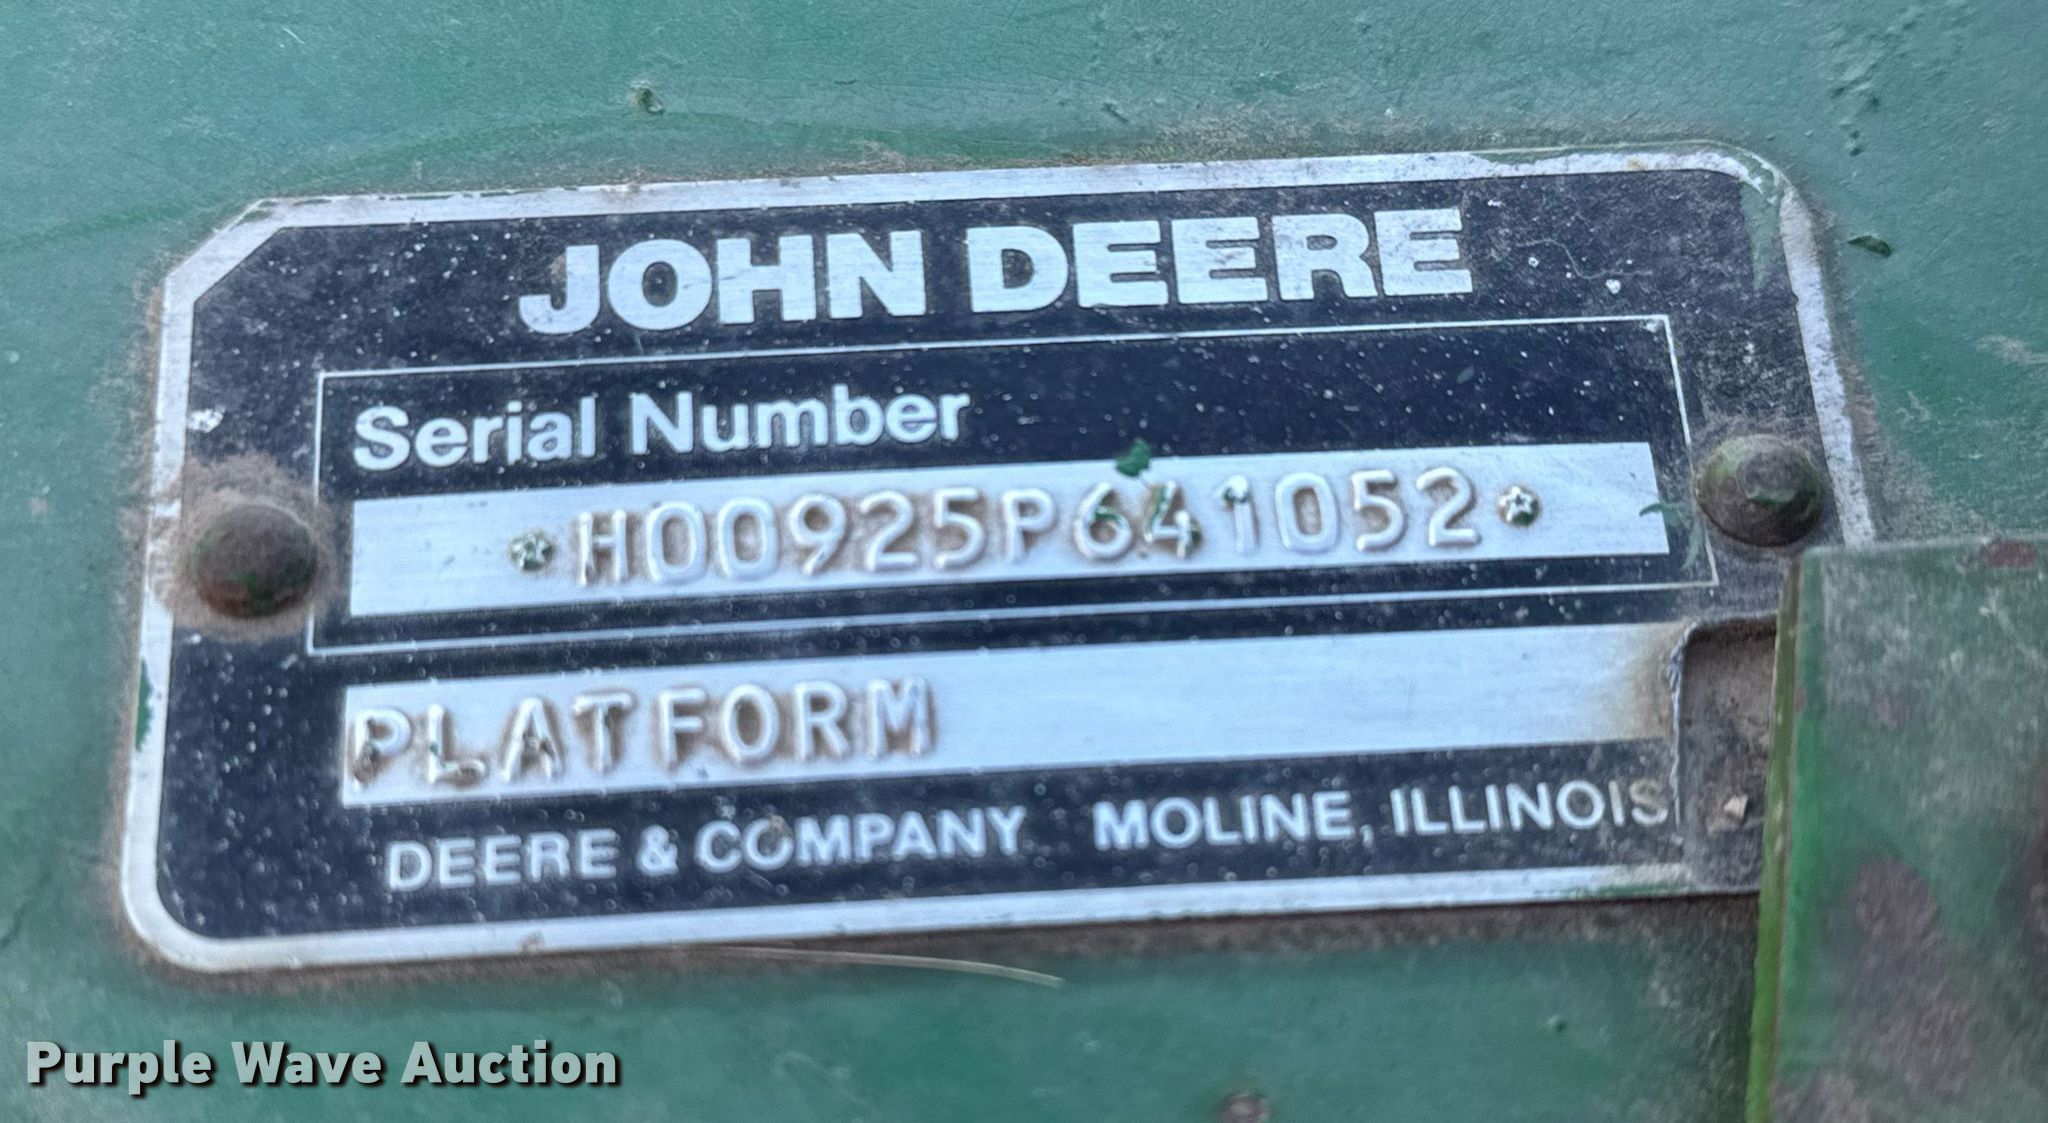 JOHN DEERE
Serial Number
*H00925P641052*
PLATFORM
DEERE & COMPANY MOLINE, ILLINOIS
Purple Wave Auction